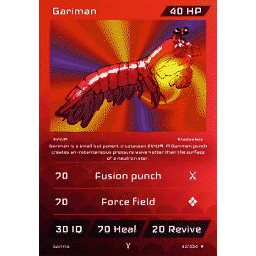 Gariman
40 HP
Gariman is a small but potent crustacean EVIUM. A Gariman punch
creates an instantaneous pressure wave hotter than the surface
of a neutron star.
70 Fusion punch X
70 Force field ❖
30 IQ 70 Heal 20 Revive